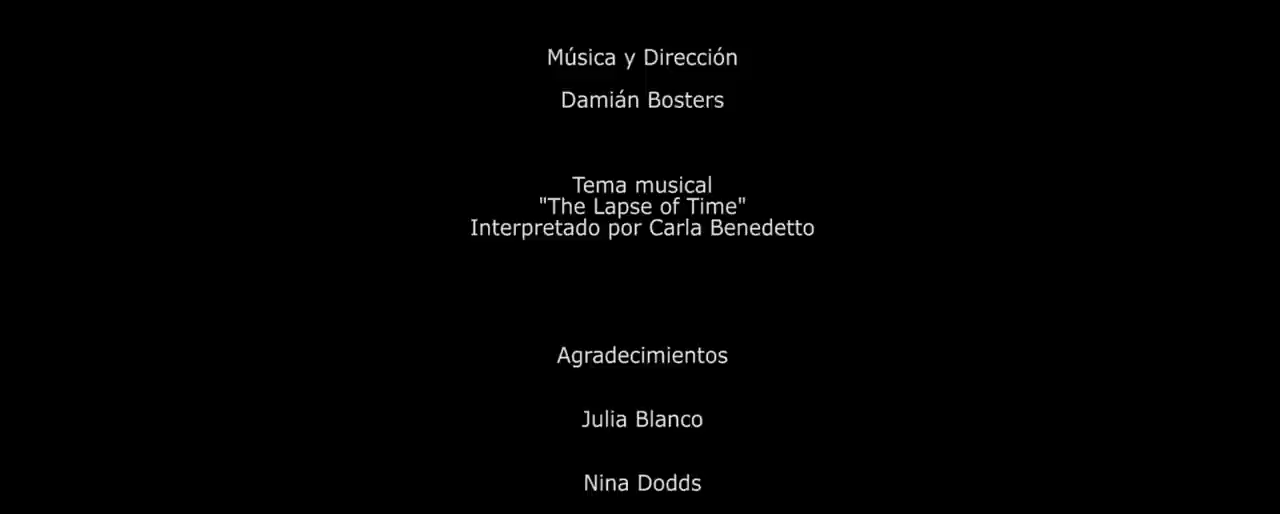 Música y Dirección
Damián Bosters
Tema musical
"The Lapse of Time"
Interpretado por Carla Benedetto
Agradecimientos
Julia Blanco
Nina Dodds